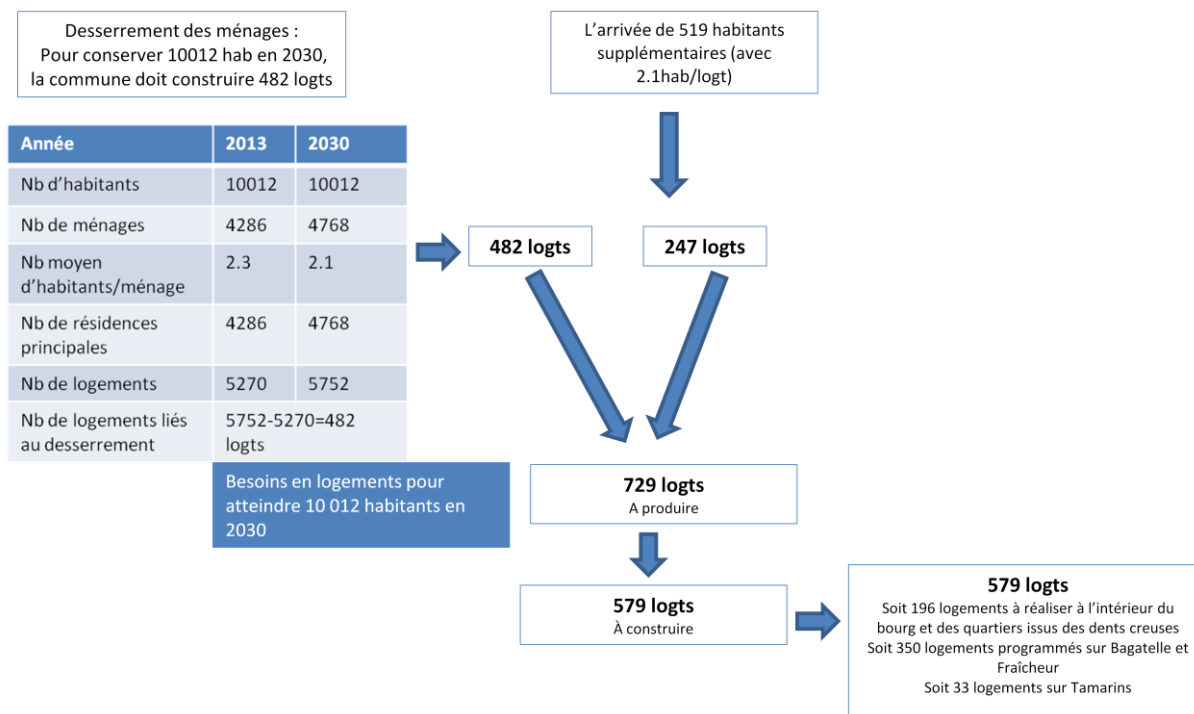 Desserrement des ménages :
Pour conserver 10012 hab en 2030,
la commune doit construire 482 logts
L'arrivée de 519 habitants
supplémentaires (avec
2.1hab/logt)
Année 2013 2030
Nb d'habitants 10012 10012
Nb de ménages 4286 4768
Nb moyen 2.3 2.1
d'habitants/ménage
Nb de résidences 4286 4768
principales
Nb de logements 5270 5752
Nb de logements liés 5752-5270=482
au desserrement logts
482 logts
247 logts
Besoins en logements pour
atteindre 10 012 habitants en
2030
729 logts
A produire
579 logts
À construire
579 logts
Soit 196 logements à réaliser à l'intérieur du
bourg et des quartiers issus des dents creuses
Soit 350 logements programmés sur Bagatelle et
Fraîcheur
Soit 33 logements sur Tamarins